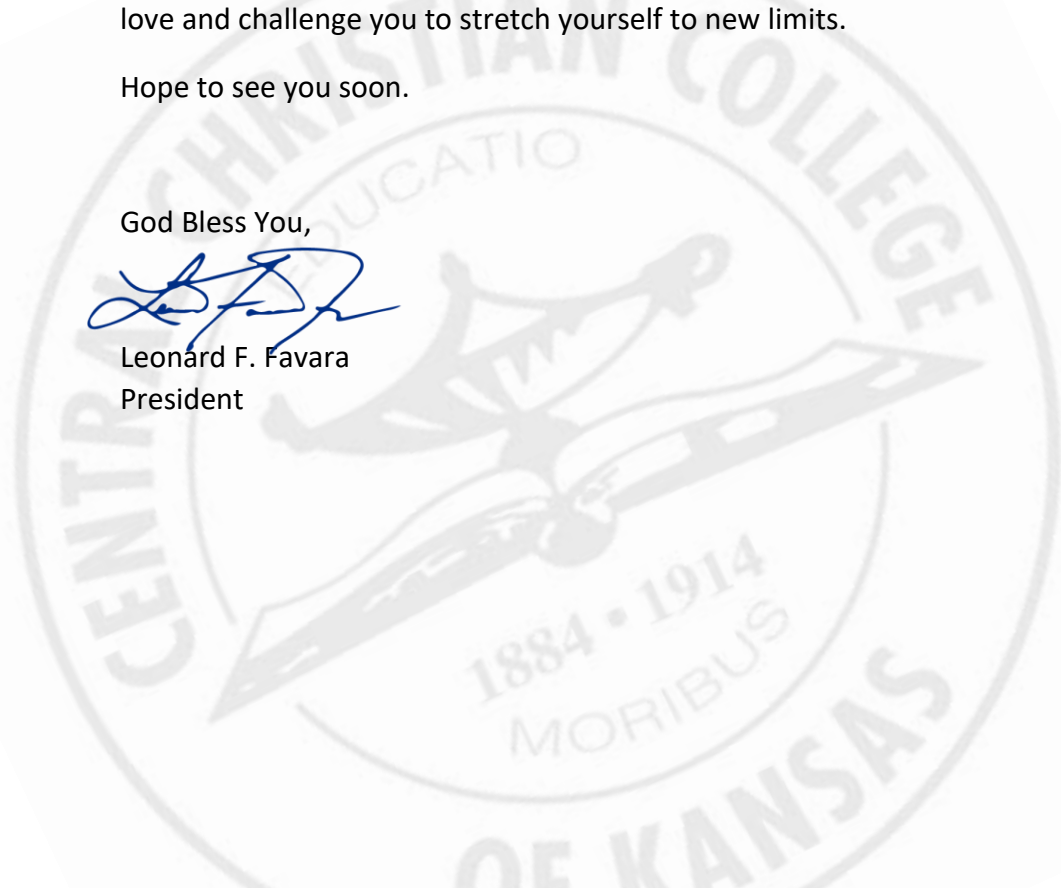 love and challenge you to stretch yourself to new limits.
Hope to see you soon.
God Bless You,
Leonard F. Favara
President
CENTRAL CHRISTIAN COLLEGE
OF KANSAS
EDUCATIO
1884 • 1914
MORIBUS